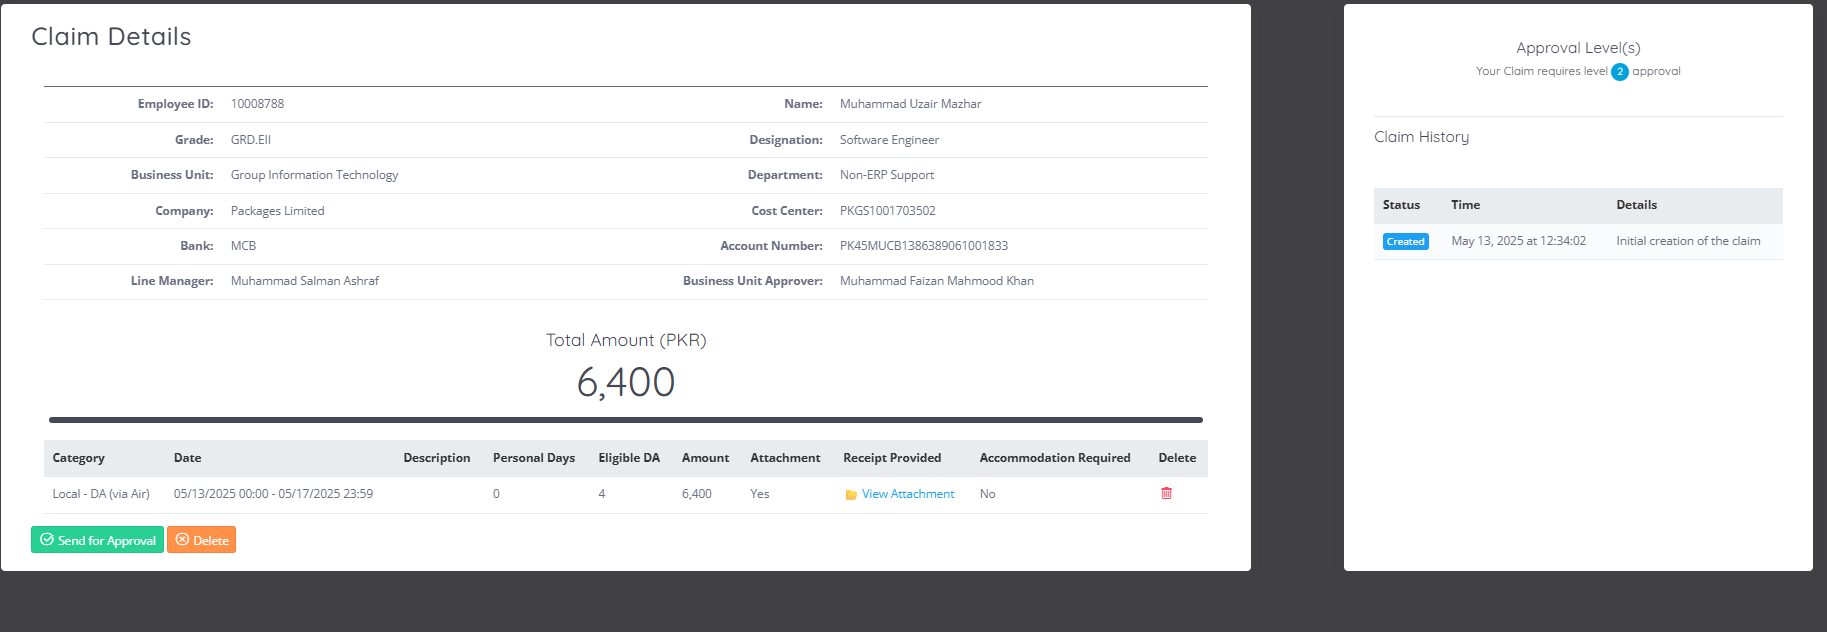 Claim Details
Employee ID: 10008788 Name: Muhammad Uzair Mazhar
Grade: GRD.EII Designation: Software Engineer
Business Unit: Group Information Technology Department: Non-ERP Support
Company: Packages Limited Cost Center: PKGS1001703502
Bank: MCB Account Number: PK45MUCB1386389061001833
Line Manager: Muhammad Salman Ashraf Business Unit Approver: Muhammad Faizan Mahmood Khan
Total Amount (PKR)
6,400
Category Date Description Personal Days Eligible DA Amount Attachment Receipt Provided Accommodation Required Delete
Local - DA (via Air) 05/13/2025 00:00 - 05/17/2025 23:59 0 4 6,400 Yes View Attachment No
Send for Approval Delete
Approval Level(s)
Your Claim requires level 2 approval
Claim History
Status Time Details
Created May 13, 2025 at 12:34:02 Initial creation of the claim